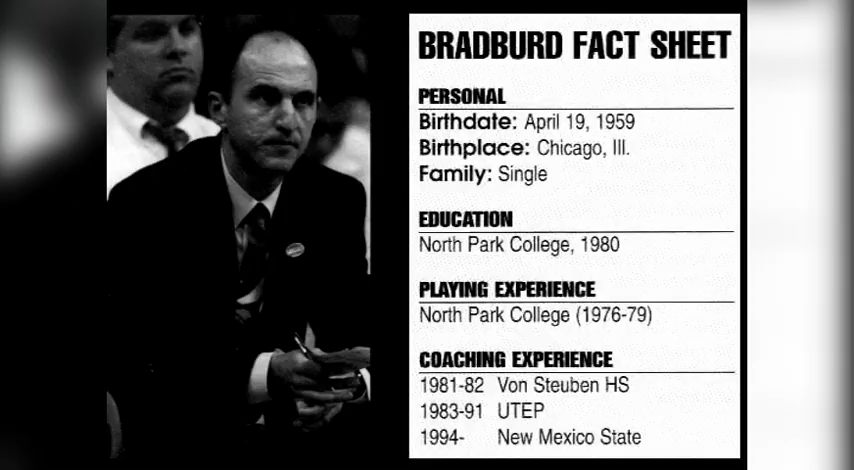 BRADBURD FACT SHEET
PERSONAL
Birthdate: April 19, 1959
Birthplace: Chicago, Ill.
Family: Single
EDUCATION
North Park College, 1980
PLAYING EXPERIENCE
North Park College (1976-79)
COACHING EXPERIENCE
1981-82 Von Steuben HS
1983-91 UTEP
1994- New Mexico State